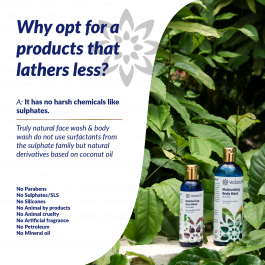 Why opt for a
products that
lathers less?
A: It has no harsh chemicals like
sulphates.
Truly natural face wash & body
wash do not use surfactants from
the sulphate family but natural
derivatives based on coconut oil
No Parabens
No Sulphates/SLS
No Silicones
No Animal by products
No Animal cruelty
No Artificial fragrance
No Petroleum
No Mineral oil
Moisturising
Face Wash
Moisturising
Body Wash